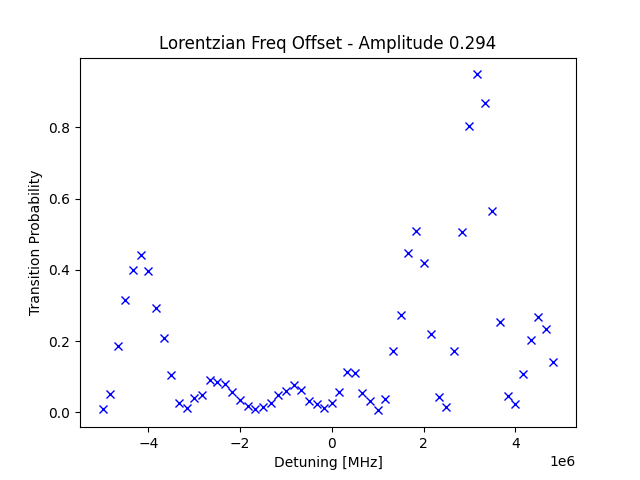 Lorentzian Freq Offset - Amplitude 0.294
Transition Probability
0.8
0.6
0.4
0.2
0.0
−4
−2
0
2
4
1e6
Detuning [MHz]